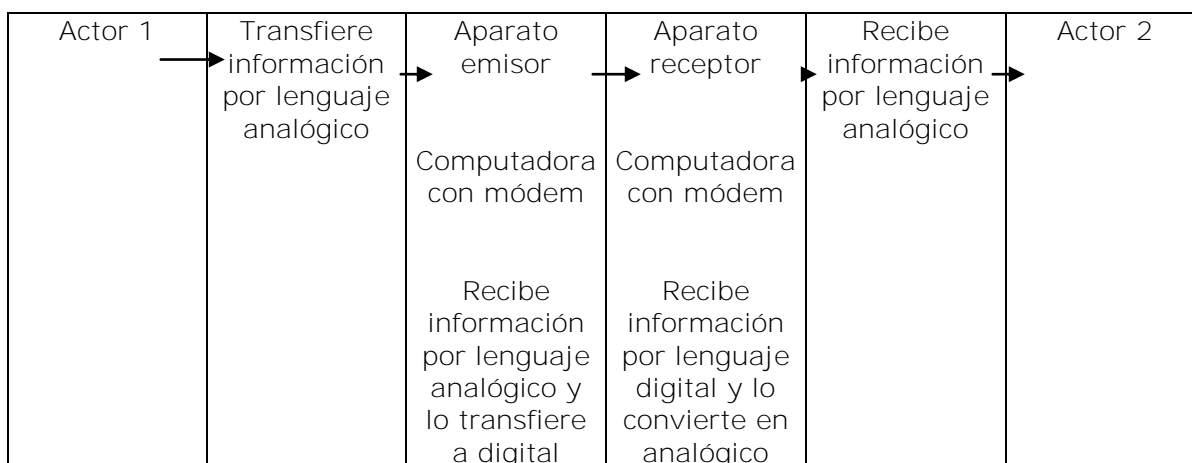 Actor 1
Transfiere
información
por lenguaje
analógico
Aparato
emisor
Computadora
con módem
Recibe
información
por lenguaje
analógico y
lo transfiere
a digital
Aparato
receptor
Computadora
con módem
Recibe
información
por lenguaje
digital y lo
convierte en
analógico
Recibe
información
por lenguaje
analógico
Actor 2